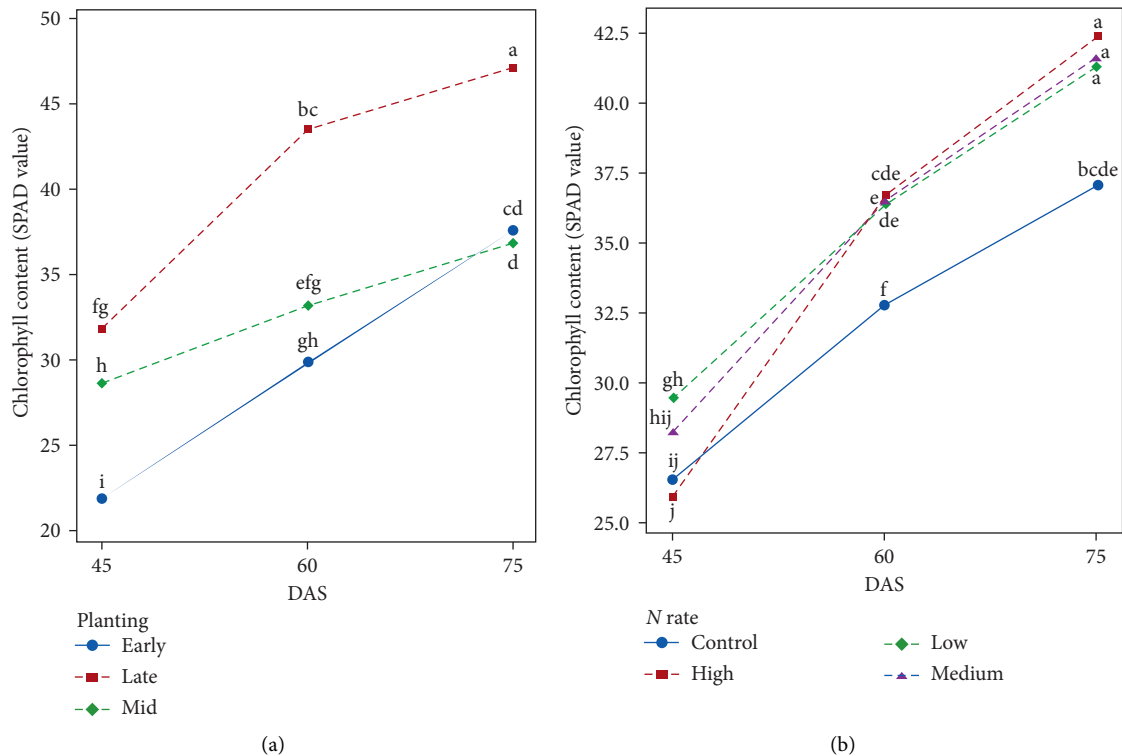 Chlorophyll content (SPAD value)
50
45
40
35
30
25
20
a
bc
cd
d
fg
efg
gh
h
i
45
60
75
DAS
Planting
Early
Late
Mid
(a)
Chlorophyll content (SPAD value)
42.5
40.0
37.5
35.0
32.5
30.0
27.5
25.0
a
a
a
cde
e
de
bcde
f
gh
hij
ij
j
45
60
75
DAS
N rate
Control
Low
High
Medium
(b)